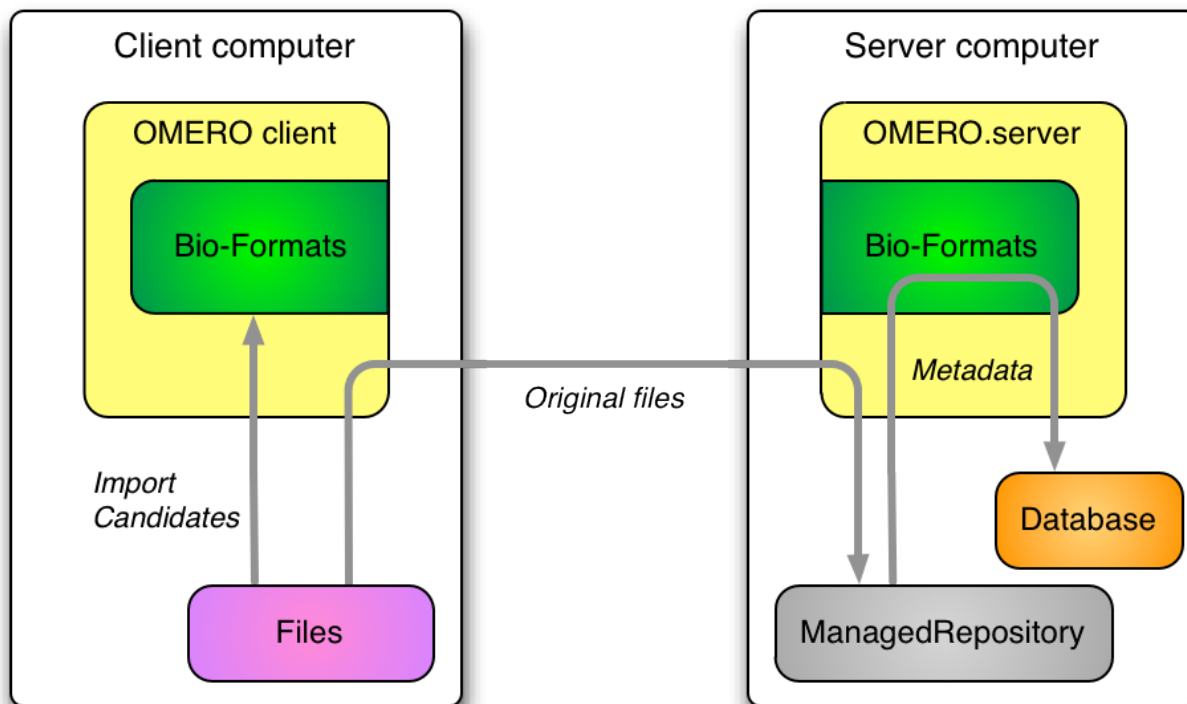 Client computer
OMERO client
Bio-Formats
Import
Candidates
Files
Original files
Server computer
OMERO.server
Bio-Formats
Metadata
Database
ManagedRepository